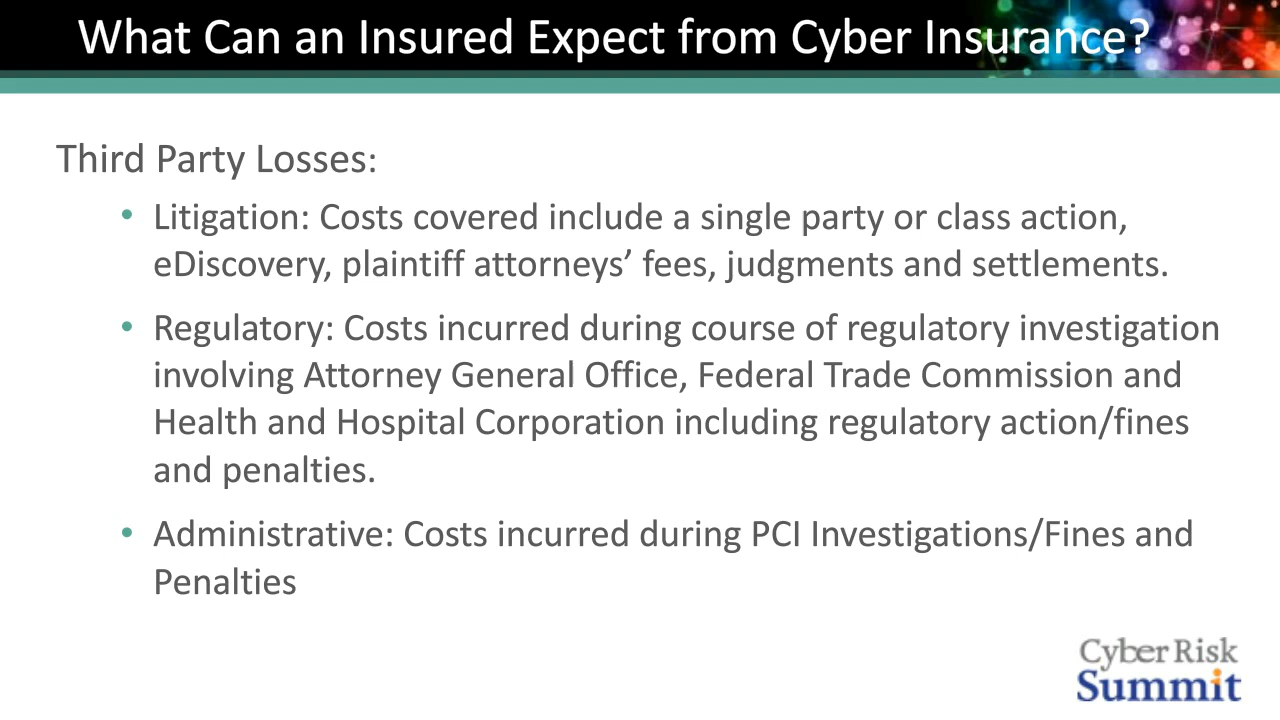 What Can an Insured Expect from Cyber Insurance?
Third Party Losses:
• Litigation: Costs covered include a single party or class action,
eDiscovery, plaintiff attorneys’ fees, judgments and settlements.
• Regulatory: Costs incurred during course of regulatory investigation
involving Attorney General Office, Federal Trade Commission and
Health and Hospital Corporation including regulatory action/fines
and penalties.
• Administrative: Costs incurred during PCI Investigations/Fines and
Penalties
Cyber Risk
Summit